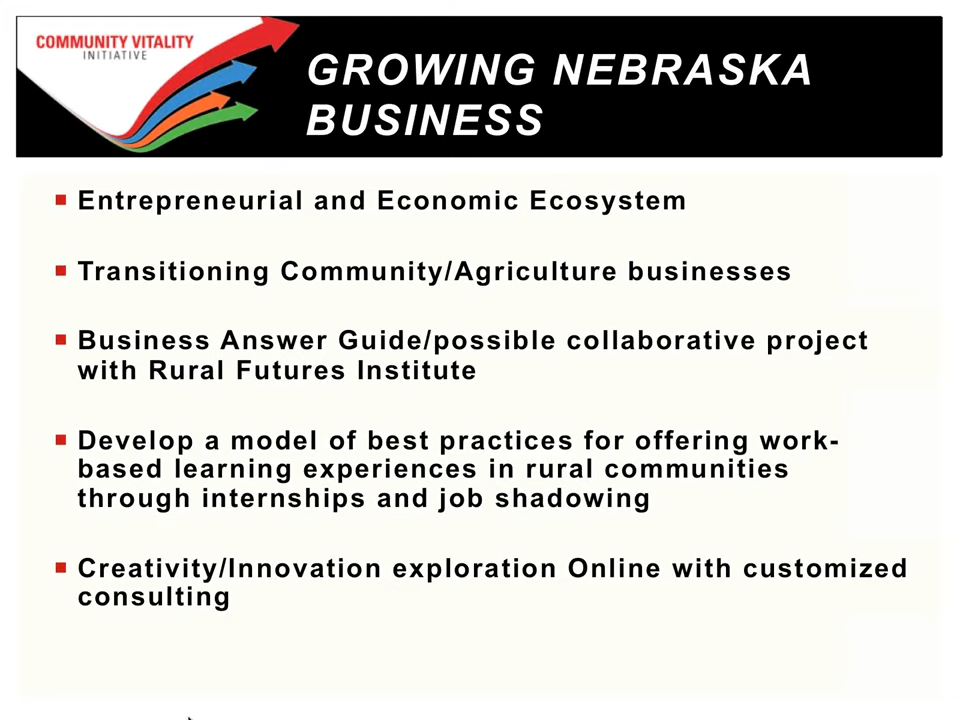 COMMUNITY VITALITY
INITIATIVE
GROWING NEBRASKA
BUSINESS
Entrepreneurial and Economic Ecosystem
Transitioning Community/Agriculture businesses
Business Answer Guide/possible collaborative project
with Rural Futures Institute
Develop a model of best practices for offering work-
based learning experiences in rural communities
through internships and job shadowing
Creativity/Innovation exploration Online with customized
consulting